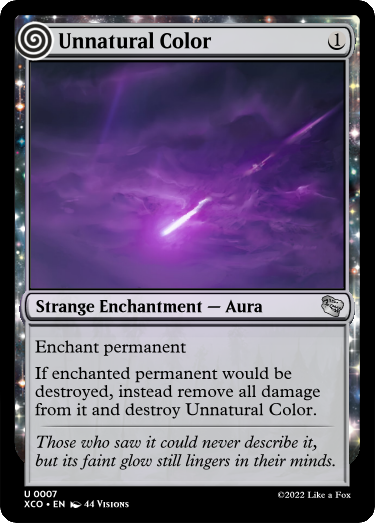 Unnatural Color 1
Strange Enchantment — Aura
Enchant permanent
If enchanted permanent would be
destroyed, instead remove all damage
from it and destroy Unnatural Color.
Those who saw it could never describe it,
but its faint glow still lingers in their minds.
U 0007
XCO • EN 44 Visions
©2022 Like a Fox